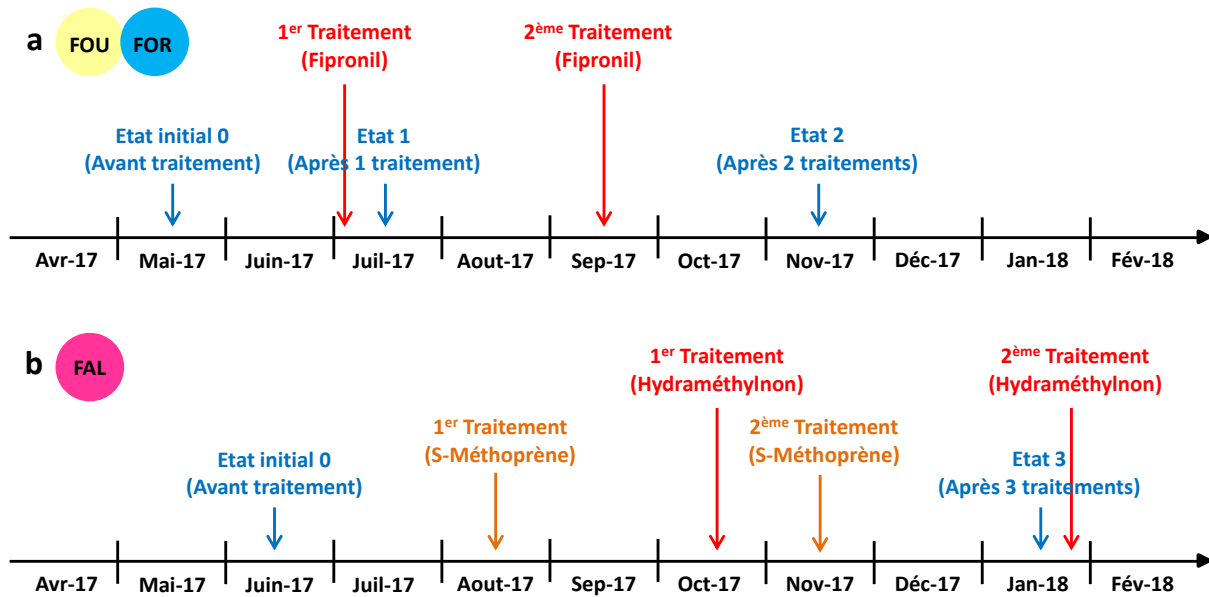 a
FOU FOR
1er Traitement
(Fipronil)
2ème Traitement
(Fipronil)
Etat initial 0
(Avant traitement)
Etat 1
(Après 1 traitement)
Etat 2
(Après 2 traitements)
Avr-17 Mai-17 Juin-17 Juil-17 Aout-17 Sep-17 Oct-17 Nov-17 Déc-17 Jan-18 Fév-18
b
FAL
1er Traitement
(Hydraméthylnon)
2ème Traitement
(Hydraméthylnon)
1er Traitement
(S-Méthoprène)
2ème Traitement
(S-Méthoprène)
Etat initial 0
(Avant traitement)
Etat 3
(Après 3 traitements)
Avr-17 Mai-17 Juin-17 Juil-17 Aout-17 Sep-17 Oct-17 Nov-17 Déc-17 Jan-18 Fév-18